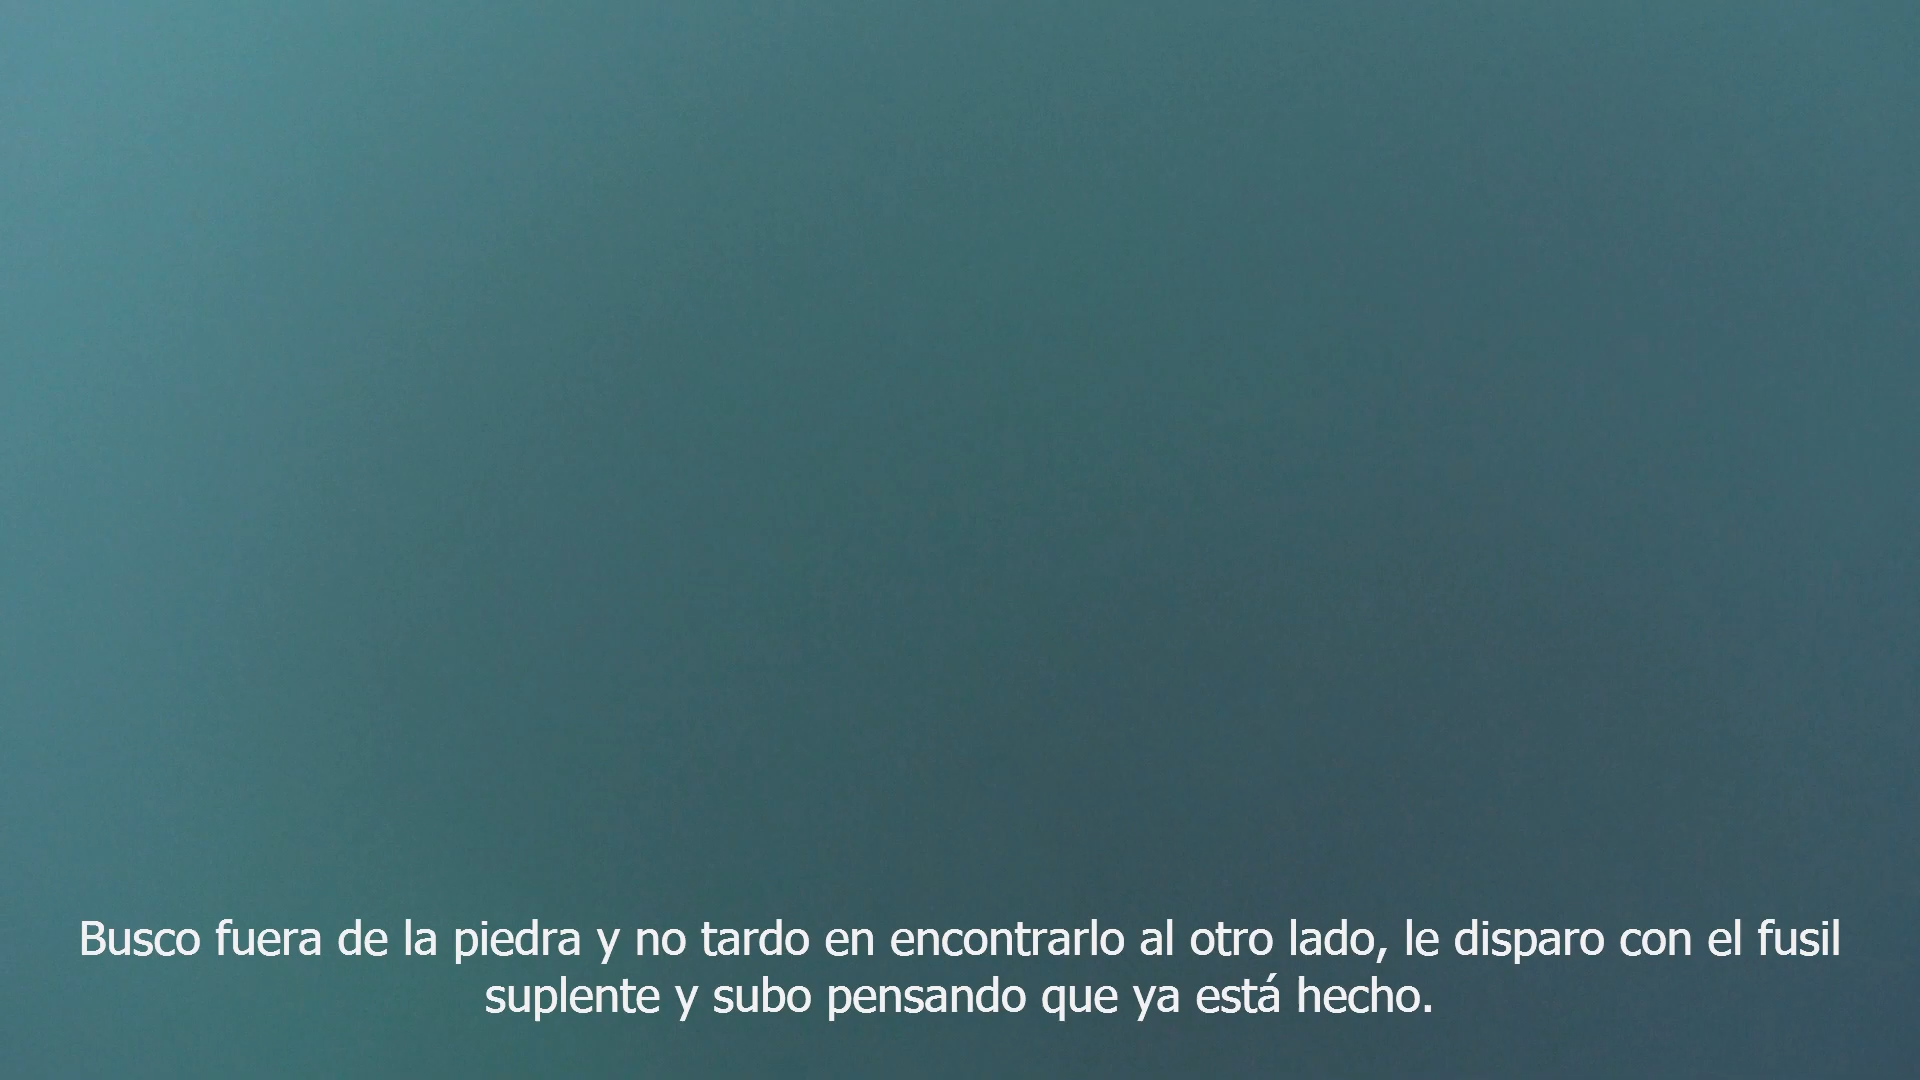 Busco fuera de la piedra y no tardo en encontrarlo al otro lado, le disparo con el fusil
suplente y subo pensando que ya está hecho.